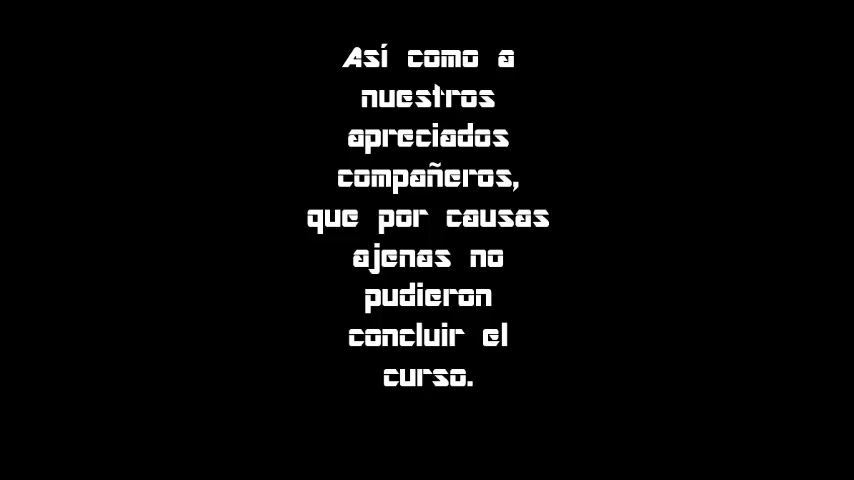 Así como a
nuestros
apreciados
compañeros,
que por causas
ajenas no
pudieron
concluir el
curso.